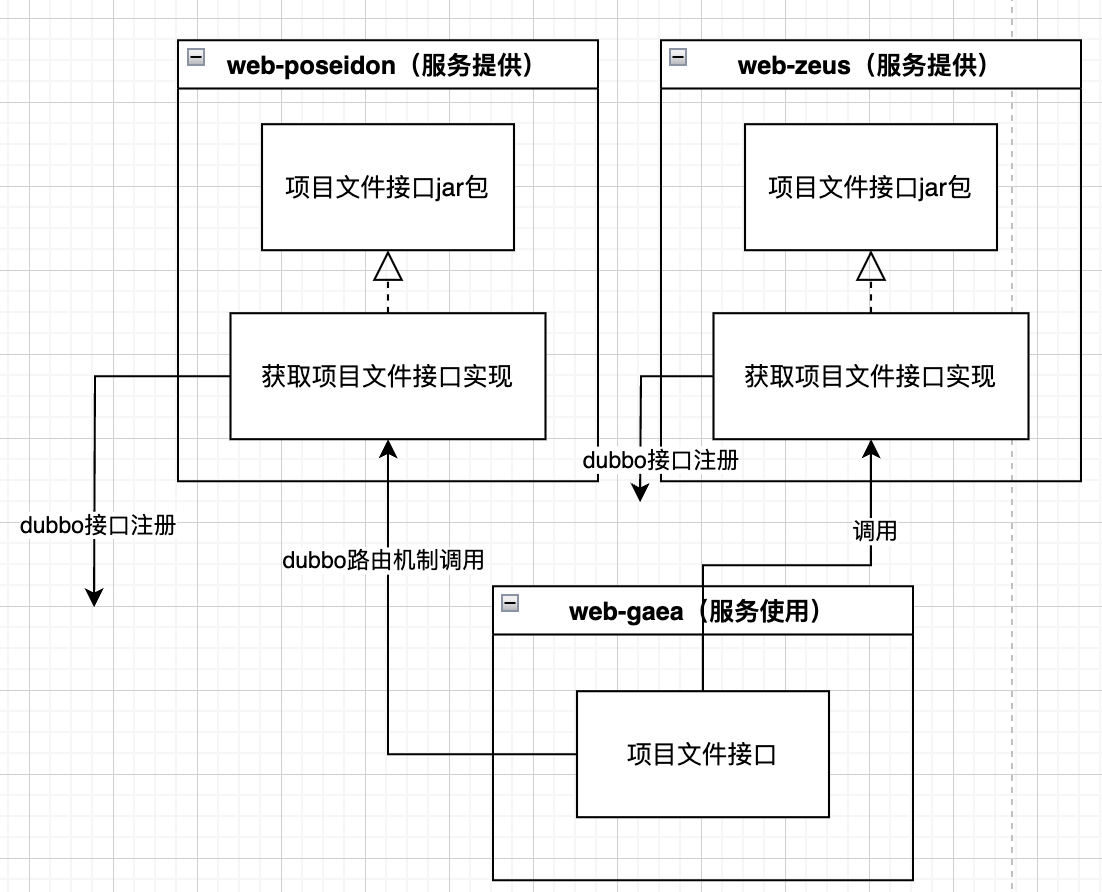 web-poseidon（服务提供）
web-zeus（服务提供）
项目文件接口jar包
项目文件接口jar包
获取项目文件接口实现
获取项目文件接口实现
dubbo接口注册
dubbo接口注册
调用
dubbo路由机制调用
web-gaea（服务使用）
项目文件接口